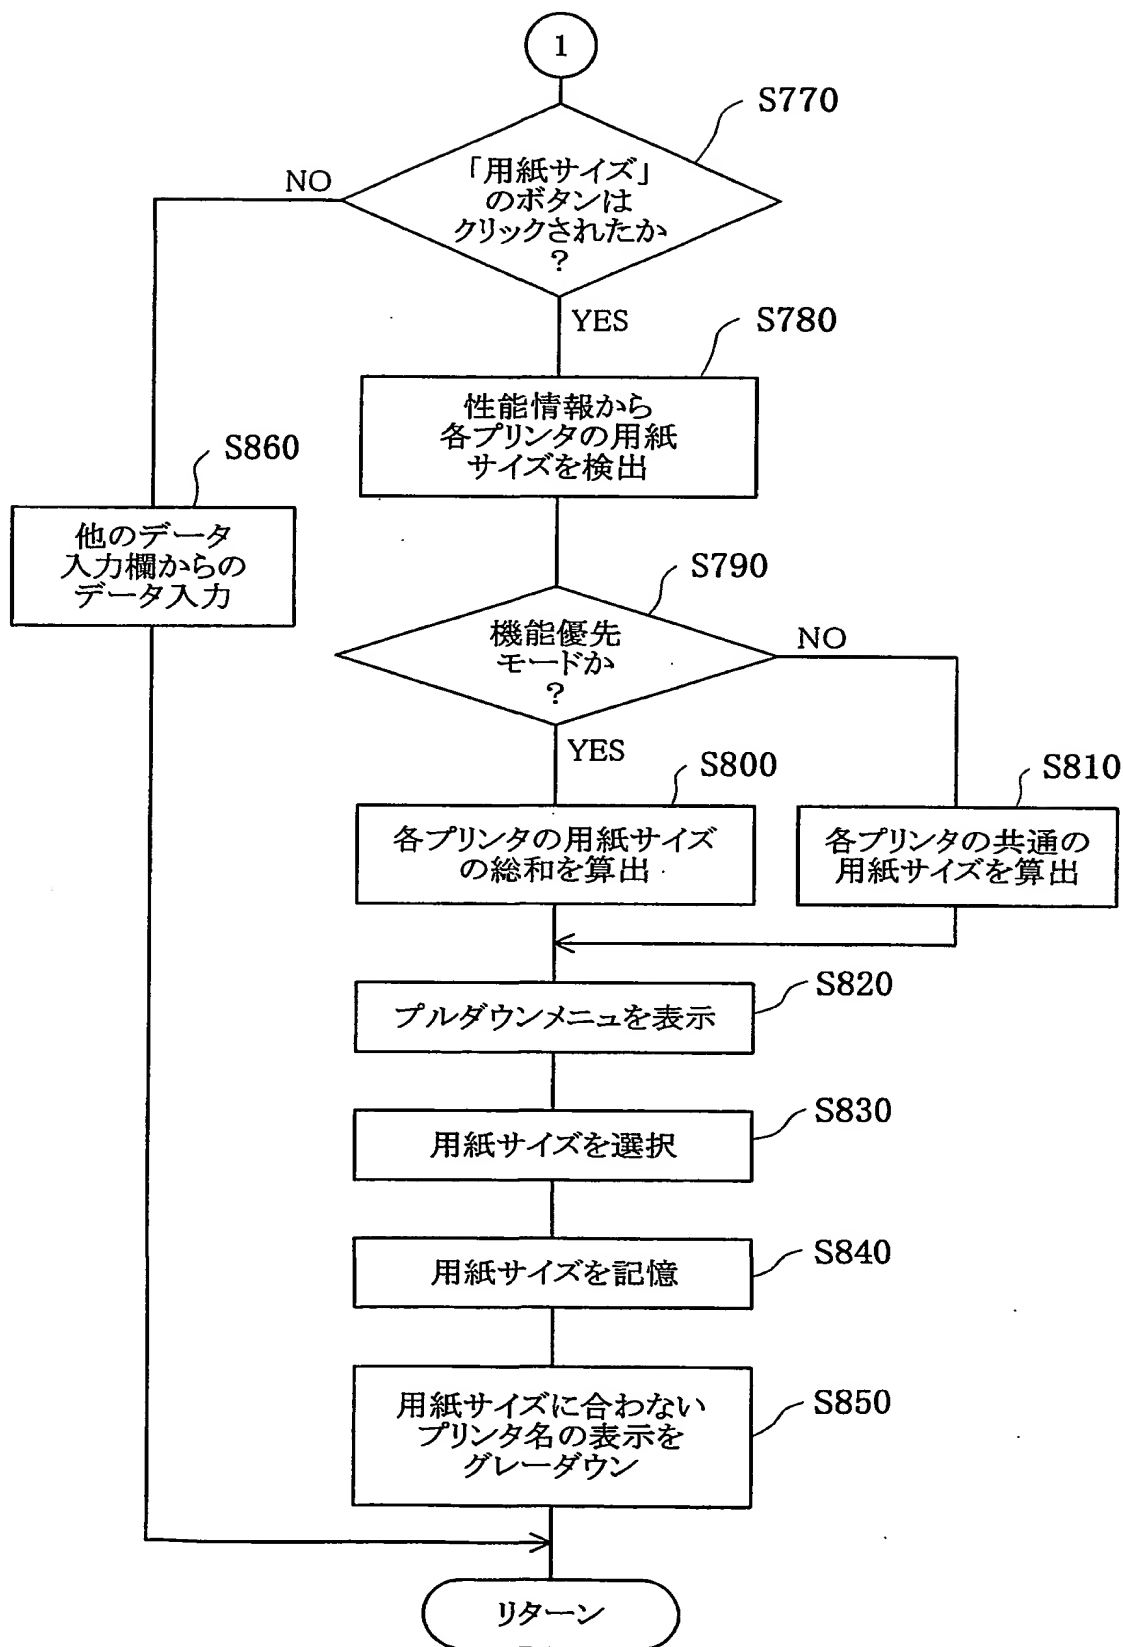 1
S770
「用紙サイズ」
のボタンは
クリックされたか
?
NO
YES
S780
性能情報から
各プリンタの用紙
サイズを検出
S860
他のデータ
入力欄からの
データ入力
S790
機能優先
モードか
?
NO
YES
S800
各プリンタの用紙サイズ
の総和を算出
S810
各プリンタの共通の
用紙サイズを算出
S820
プルダウンメニュを表示
S830
用紙サイズを選択
S840
用紙サイズを記憶
S850
用紙サイズに合わない
プリンタ名の表示を
グレーダウン
リターン